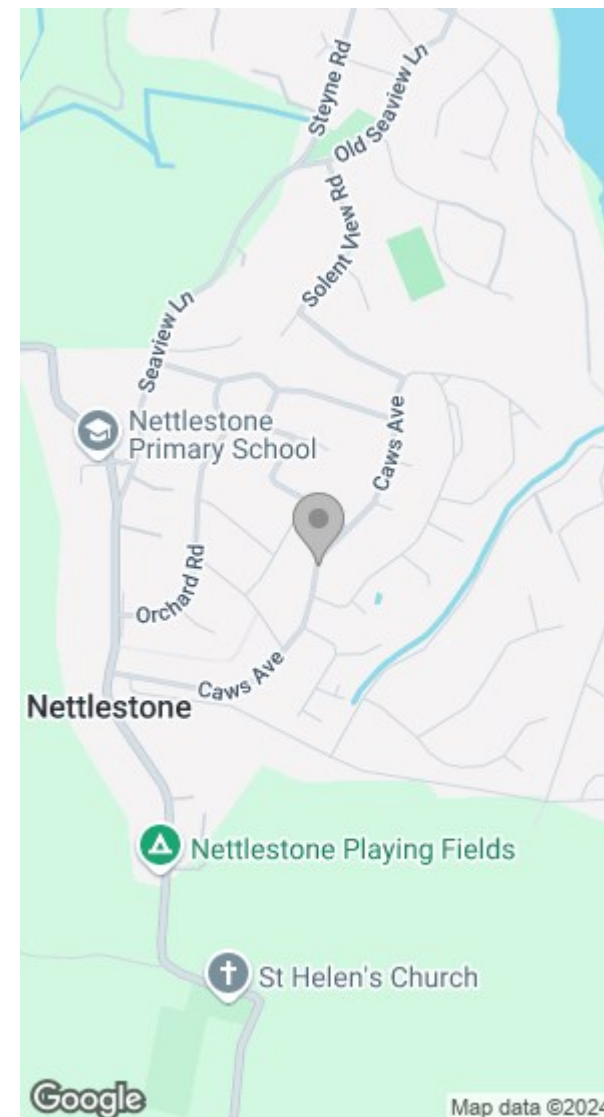 Steyne Rd
Old Seaview Ln
Solent View Rd
Seaview Ln
Nettlestone
Primary School
Caws Ave
Orchard Rd
Caws Ave
Nettlestone
Nettlestone Playing Fields
St Helen's Church
Google
Map data ©2024